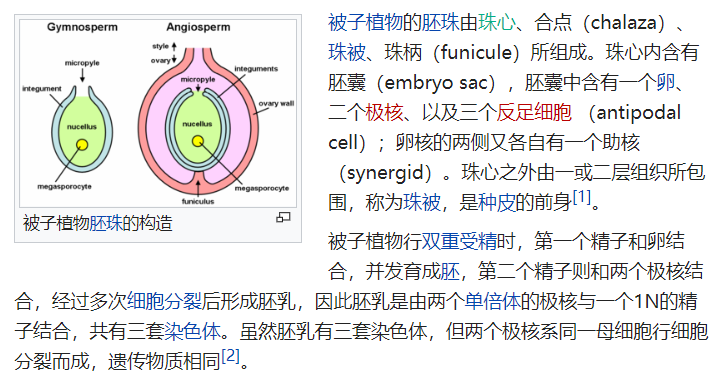 Gymnosperm
Angiosperm
style
ovary
micropyle
integument
nucellus
megasporocyte
micropyle
integuments
ovary wall
nucellus
megasporocyte
funiculus
被子植物胚珠的构造
被子植物的胚珠由珠心、合点（chalaza）、
珠被、珠柄（funicule）所组成。珠心内含有
胚囊（embryo sac），胚囊中含有一个卵、
二个极核、以及三个反足细胞 （antipodal
cell）；卵核的两侧又各自有一个助核
（synergid）。珠心之外由一或二层组织所包
围，称为珠被，是种皮的前身[1]。
被子植物行双重受精时，第一个精子和卵结
合，并发育成胚，第二个精子则和两个极核结
合，经过多次细胞分裂后形成胚乳，因此胚乳是由两个单倍体的极核与一个1N的精
子结合，共有三套染色体。虽然胚乳有三套染色体，但两个极核系同一母细胞行细胞
分裂而成，遗传物质相同[2]。